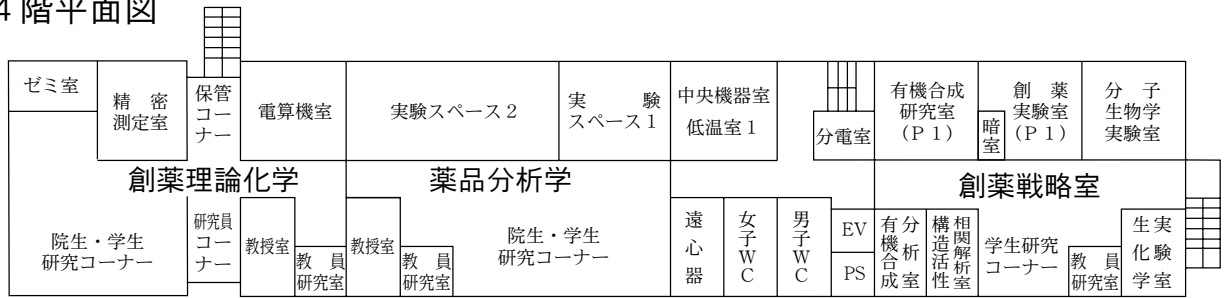 4階平面図
ゼミ室
精 密
測定室
保管
コー
ナー
電算機室
実験スペース2
実 験
スペース1
中央機器室
低温室1
分電室
有機合成
研究室
(P1)
暗室
創 薬
実験室
(P1)
分 子
生物学
実験室
創薬理論化学
薬品分析学
創薬戦略室
院生・学生
研究コーナー
研究員
コー
ナー
教授室
教 員
研究室
教授室
教 員
研究室
院生・学生
研究コーナー
遠心器
女子WC
男子WC
EV
PS
有機合成
分析室
構造活性
相関解析室
学生研究
コーナー
教 員
研究室
生化学
実験室